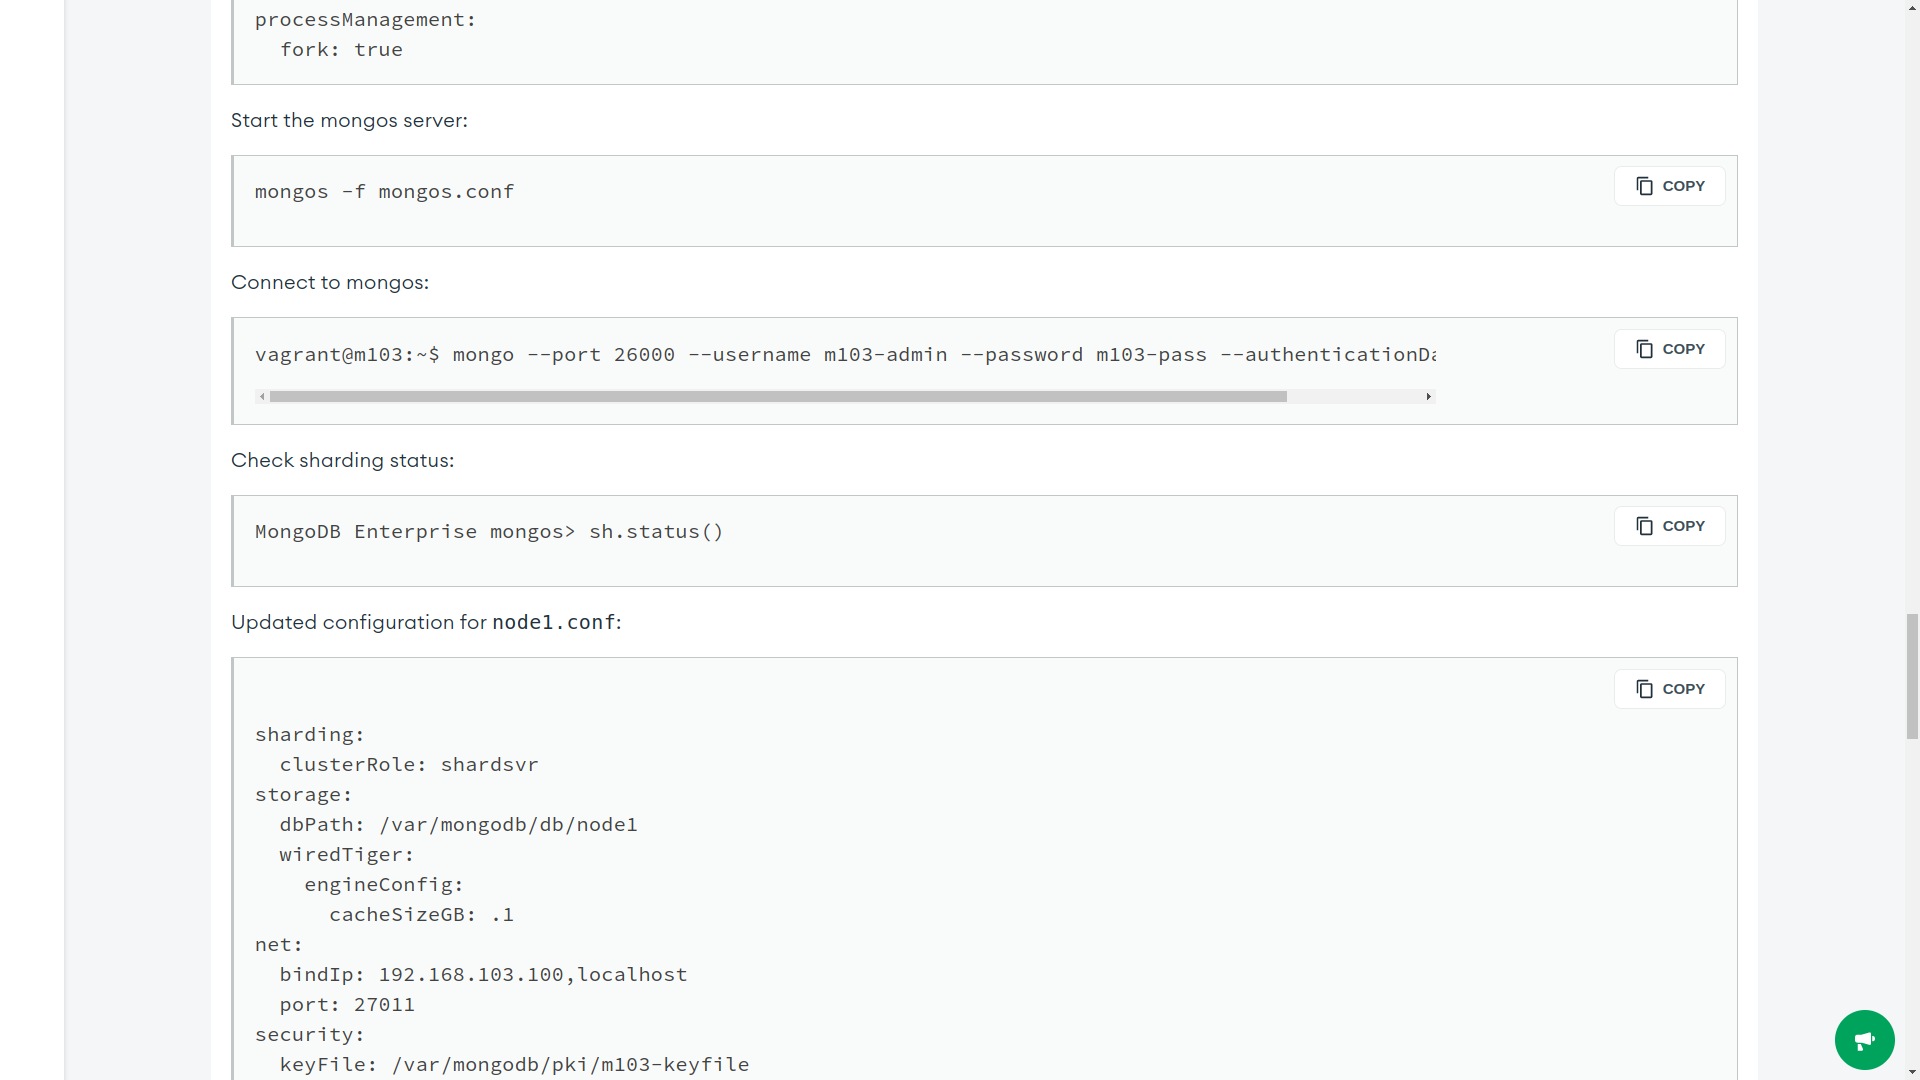 processManagement:
  fork: true
Start the mongos server:
mongos -f mongos.conf
COPY
Connect to mongos:
vagrant@m103:~$ mongo --port 26000 --username m103-admin --password m103-pass --authenticationDa
COPY
Check sharding status:
MongoDB Enterprise mongos> sh.status()
COPY
Updated configuration for node1.conf:
COPY
sharding:
  clusterRole: shardsvr
storage:
  dbPath: /var/mongodb/db/node1
  wiredTiger:
    engineConfig:
      cacheSizeGB: .1
net:
  bindIp: 192.168.103.100,localhost
  port: 27011
security:
  keyFile: /var/mongodb/pki/m103-keyfile